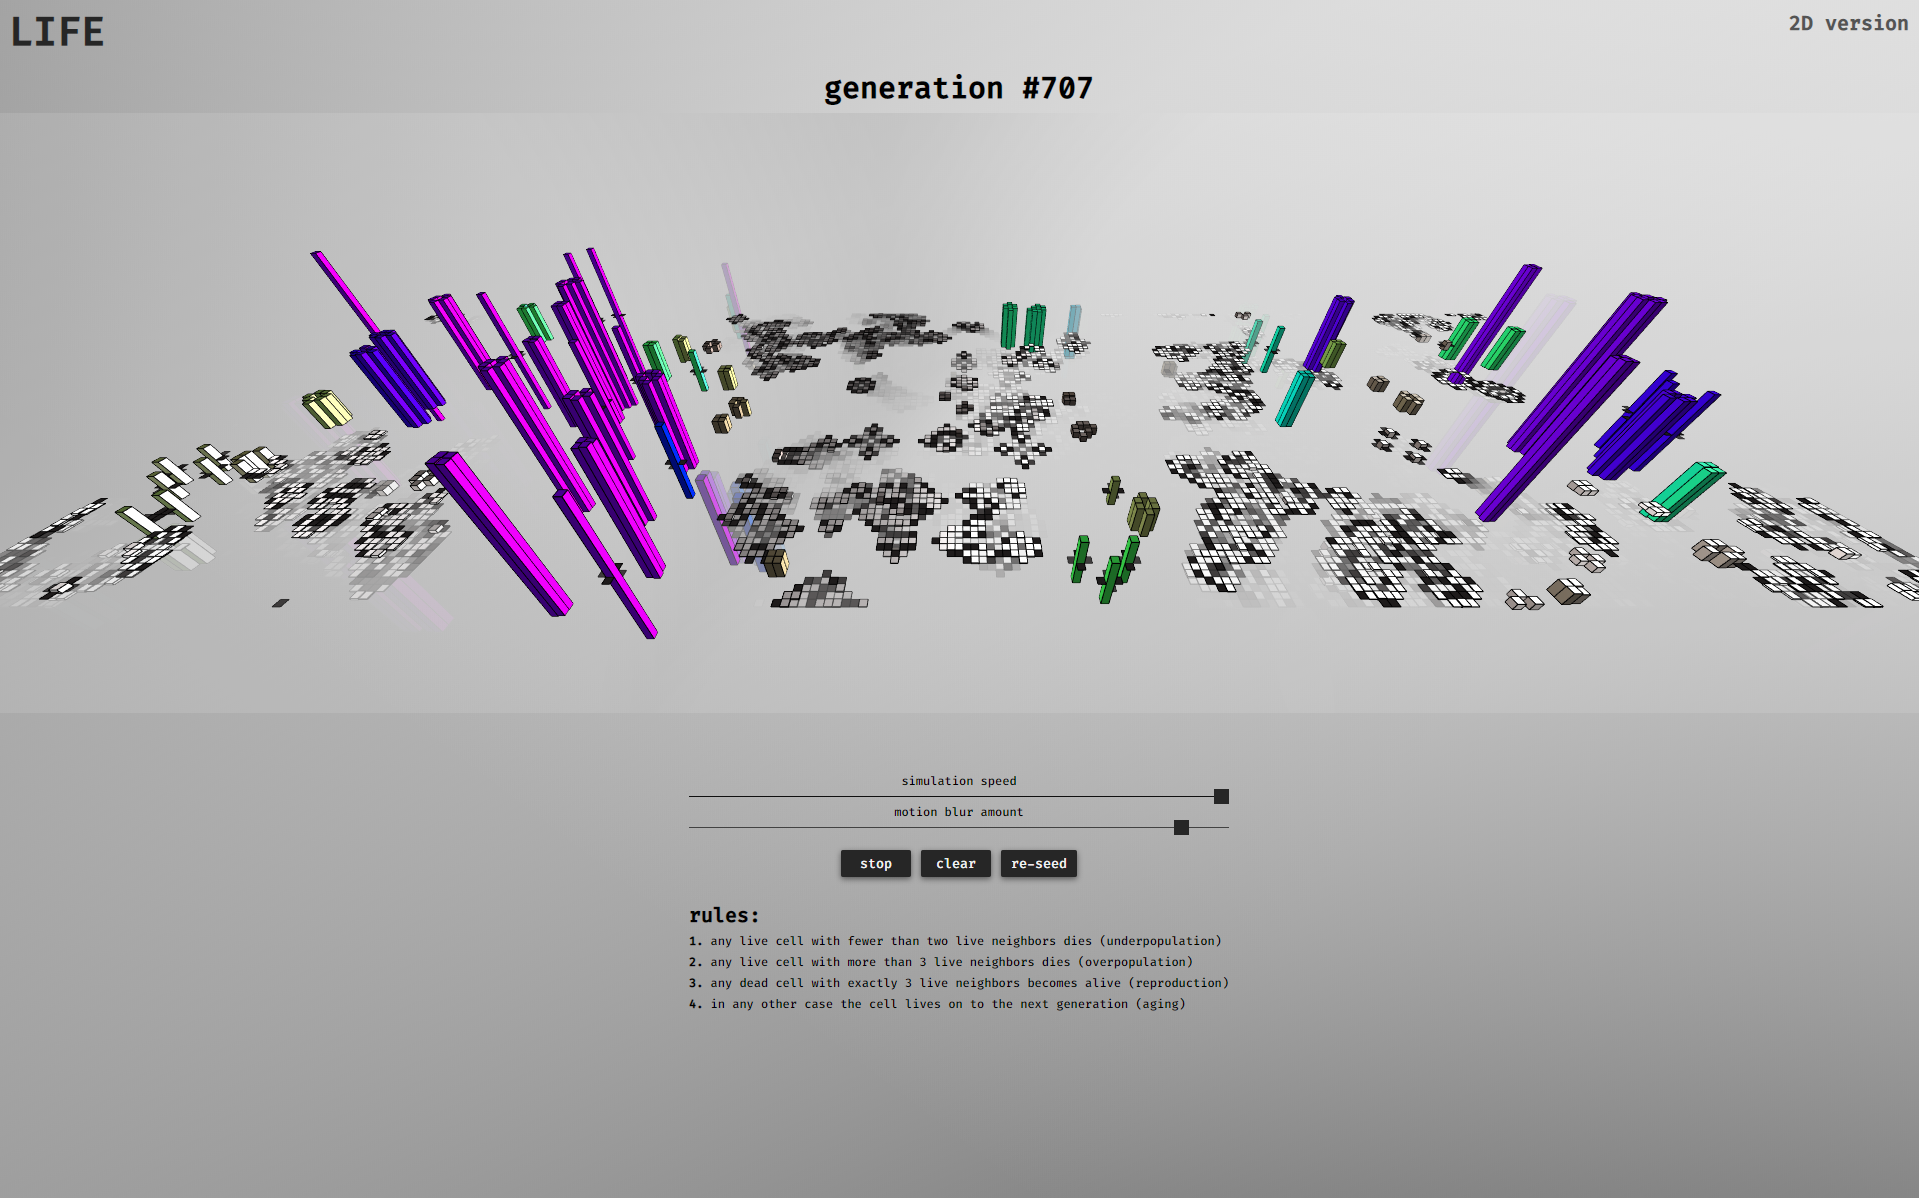 LIFE
2D version
generation #707
simulation speed
motion blur amount
stop
clear
re-seed
rules:
1. any live cell with fewer than two live neighbors dies (underpopulation)
2. any live cell with more than 3 live neighbors dies (overpopulation)
3. any dead cell with exactly 3 live neighbors becomes alive (reproduction)
4. in any other case the cell lives on to the next generation (aging)